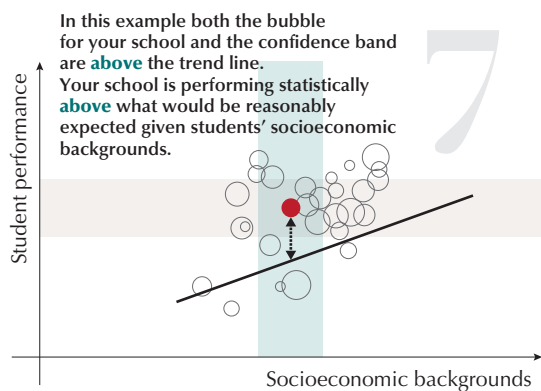 In this example both the bubble
for your school and the confidence band
are above the trend line.
Your school is performing statistically
above what would be reasonably
expected given students’ socioeconomic
backgrounds.
7
Student performance
Socioeconomic backgrounds